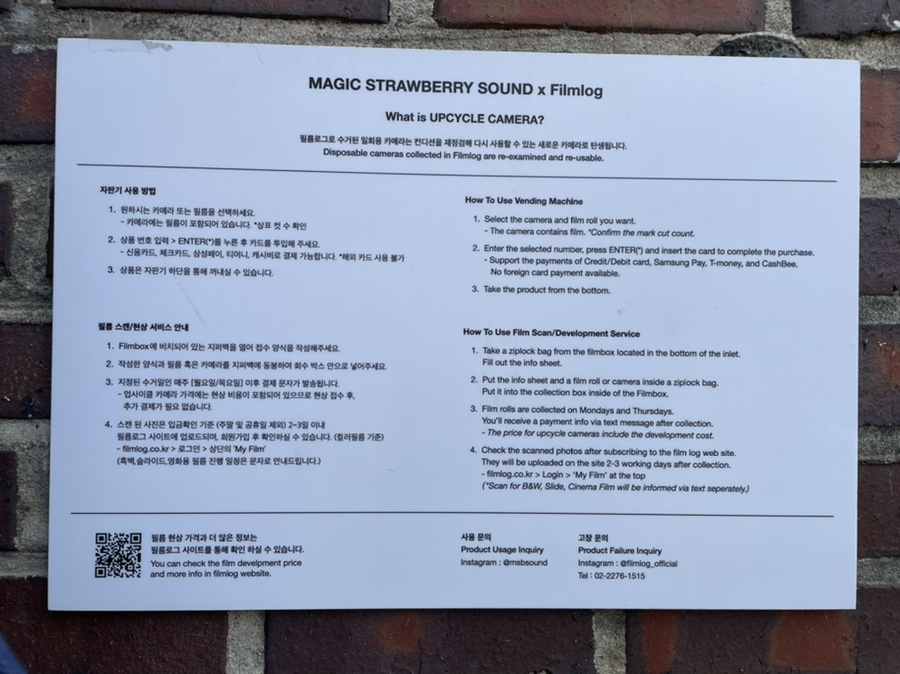 MAGIC STRAWBERRY SOUND x Filmlog
What is UPCYCLE CAMERA?
필름로그로 수거된 일회용 카메라는 컨디션을 재점검해 다시 사용할 수 있는 새로운 카메라로 탄생됩니다.
Disposable cameras collected in Filmlog are re-examined and re-usable.
자판기 사용 방법
1. 원하시는 카메라 또는 필름을 선택하세요.
- 카메라에는 필름이 포함되어 있습니다. *상표 컷 수 확인
2. 상품 번호 입력 > ENTER(*)를 누른 후 카드를 투입해 주세요.
- 신용카드, 체크카드, 삼성페이, 티머니, 캐시비로 결제 가능합니다. *해외 카드 사용 불가
3. 상품은 자판기 하단을 통해 꺼내실 수 있습니다.
How To Use Vending Machine
1. Select the camera and film roll you want.
- The camera contains film. *Confirm the mark cut count.
2. Enter the selected number, press ENTER(*) and insert the card to complete the purchase.
- Support the payments of Credit/Debit card, Samsung Pay, T-money, and CashBee.
No foreign card payment available.
3. Take the product from the bottom.
필름 스캔/현상 서비스 안내
1. Filmbox에 비치되어 있는 지퍼백을 열어 접수 양식을 작성해주세요.
2. 작성한 양식과 필름 혹은 카메라를 지퍼백에 동봉하여 회수 박스 안으로 넣어주세요.
3. 지정된 수거일인 매주 [월요일/목요일] 이후 결제 문자가 발송됩니다.
- 업사이클 카메라 가격에는 현상 비용이 포함되어 있으므로 현상 접수 후,
추가 결제가 필요 없습니다.
4. 스캔 된 사진은 입금확인 기준 (주말 및 공휴일 제외) 2~3일 이내
필름로그 사이트에 업로드되며, 회원가입 후 확인하실 수 있습니다. (컬러필름 기준)
- filmlog.co.kr > 로그인 > 상단의 'My Film'
(흑백,슬라이드,영화용 필름 진행 일정은 문자로 안내드립니다.)
How To Use Film Scan/Development Service
1. Take a ziplock bag from the filmbox located in the bottom of the inlet.
Fill out the info sheet.
2. Put the info sheet and a film roll or camera inside a ziplock bag.
Put it into the collection box inside of the Filmbox.
3. Film rolls are collected on Mondays and Thursdays.
You'll receive a payment info via text message after collection.
- The price for upcycle cameras include the development cost.
4. Check the scanned photos after subscribing to the film log web site.
They will be uploaded on the site 2-3 working days after collection.
- filmlog.co.kr > Login > 'My Film' at the top
(*Scan for B&W, Slide, Cinema Film will be informed via text seperately.)
필름 현상 가격과 더 많은 정보는
필름로그 사이트를 통해 확인 하실 수 있습니다.
You can check the film develpment price
and more info in filmlog website.
사용 문의
Product Usage Inquiry
Instagram : @msbsound
고장 문의
Product Failure Inquiry
Instagram : @filmlog_official
Tel : 02-2276-1515